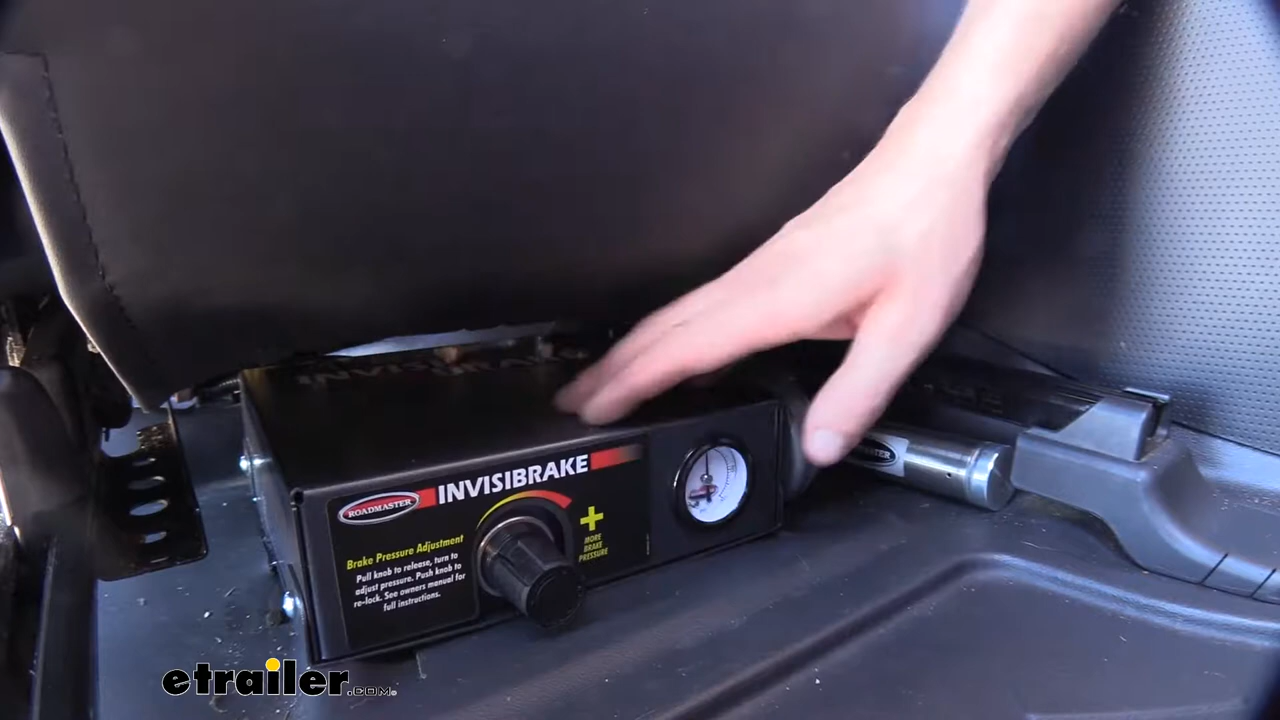 INVISIBRAKE
ROADMASTER
INVISIBRAKE
Brake Pressure Adjustment
Pull knob to release, turn to
adjust pressure. Push knob to
re-lock. See owners manual for
full instructions.
+
MORE
BRAKE
PRESSURE
etrailer.COM